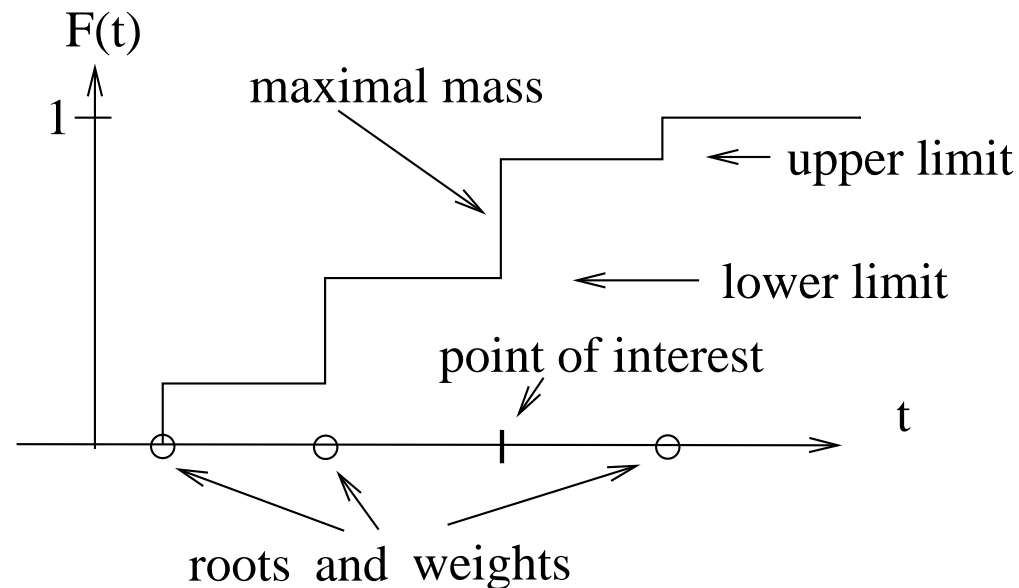 F(t)
maximal mass
1
upper limit
lower limit
point of interest
t
roots and weights